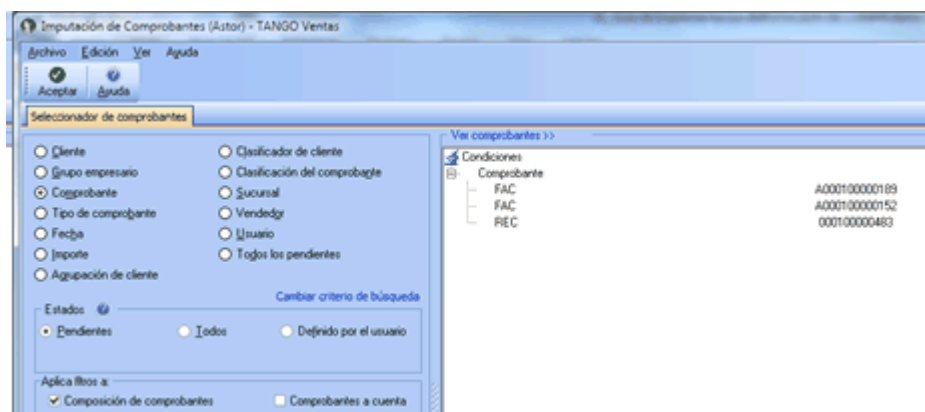 Imputación de Comprobantes (Astor) - TANGO Ventas
Archivo Edición Ver Ayuda
Aceptar Ayuda
Seleccionador de comprobantes
Cliente
Grupo empresario
Comprobante
Tipo de comprobante
Fecha
Importe
Agrupación de cliente
Clasificador de cliente
Clasificación del comprobante
Sucursal
Vendedor
Usuario
Todos los pendientes
Cambiar criterio de búsqueda
Estados
Pendientes Todos Definido por el usuario
Aplica filtros a:
Composición de comprobantes Comprobantes a cuenta
Ver comprobantes >>
Condiciones
Comprobante
FAC A000100000189
FAC A000100000152
REC 000100000483